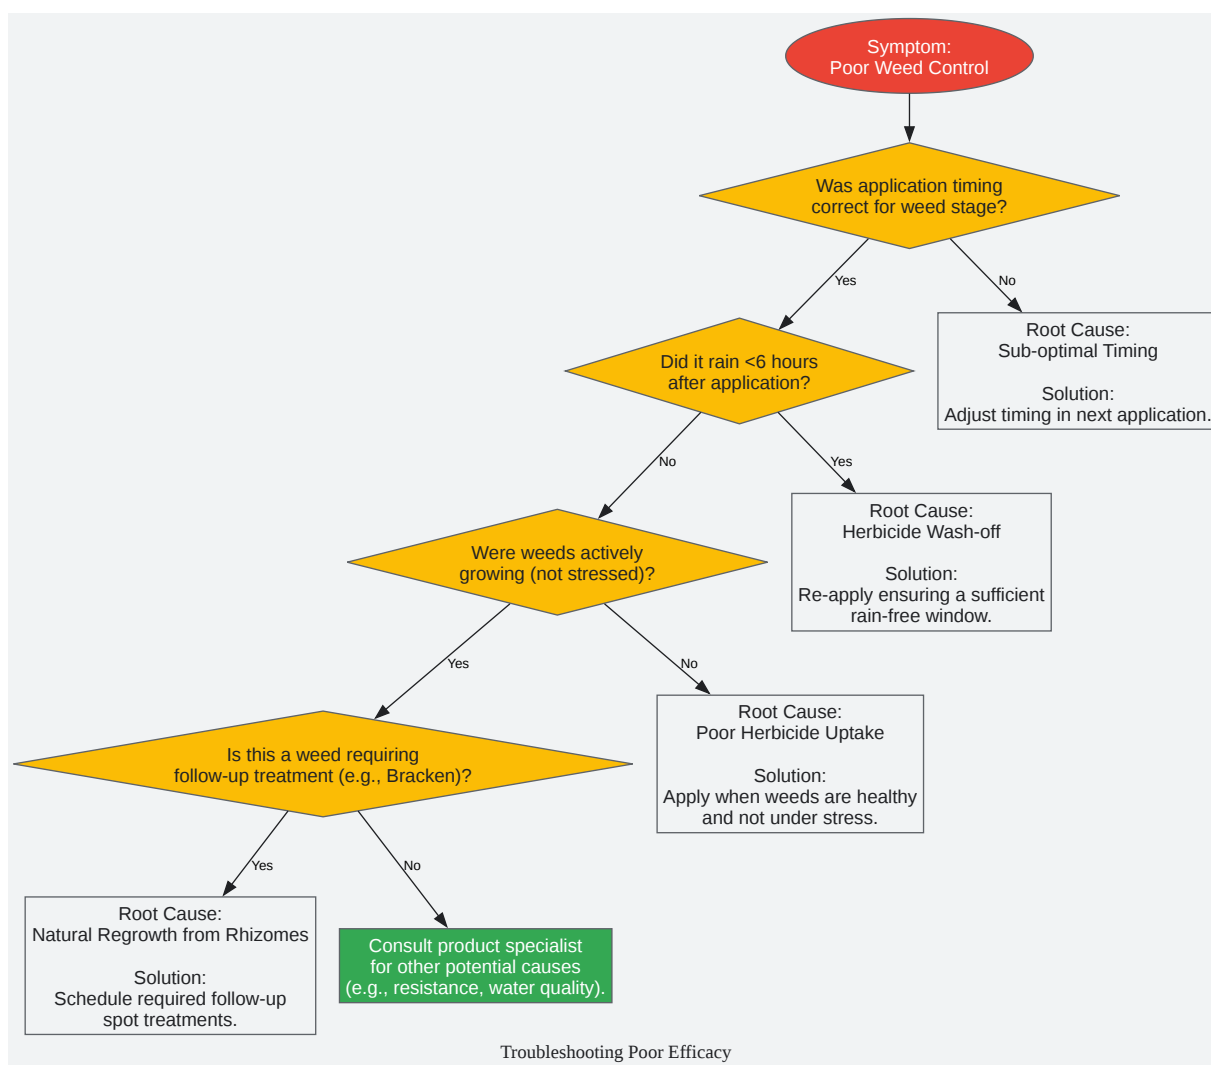 Symptom:
Poor Weed Control
Was application timing
correct for weed stage?
Yes
No
Root Cause:
Sub-optimal Timing
Solution:
Adjust timing in next application.
Did it rain <6 hours
after application?
No
Yes
Root Cause:
Herbicide Wash-off
Solution:
Re-apply ensuring a sufficient
rain-free window.
Were weeds actively
growing (not stressed)?
Yes
No
Root Cause:
Poor Herbicide Uptake
Solution:
Apply when weeds are healthy
and not under stress.
Is this a weed requiring
follow-up treatment (e.g., Bracken)?
Yes
No
Root Cause:
Natural Regrowth from Rhizomes
Solution:
Schedule required follow-up
spot treatments.
Consult product specialist
for other potential causes
(e.g., resistance, water quality).
Troubleshooting Poor Efficacy